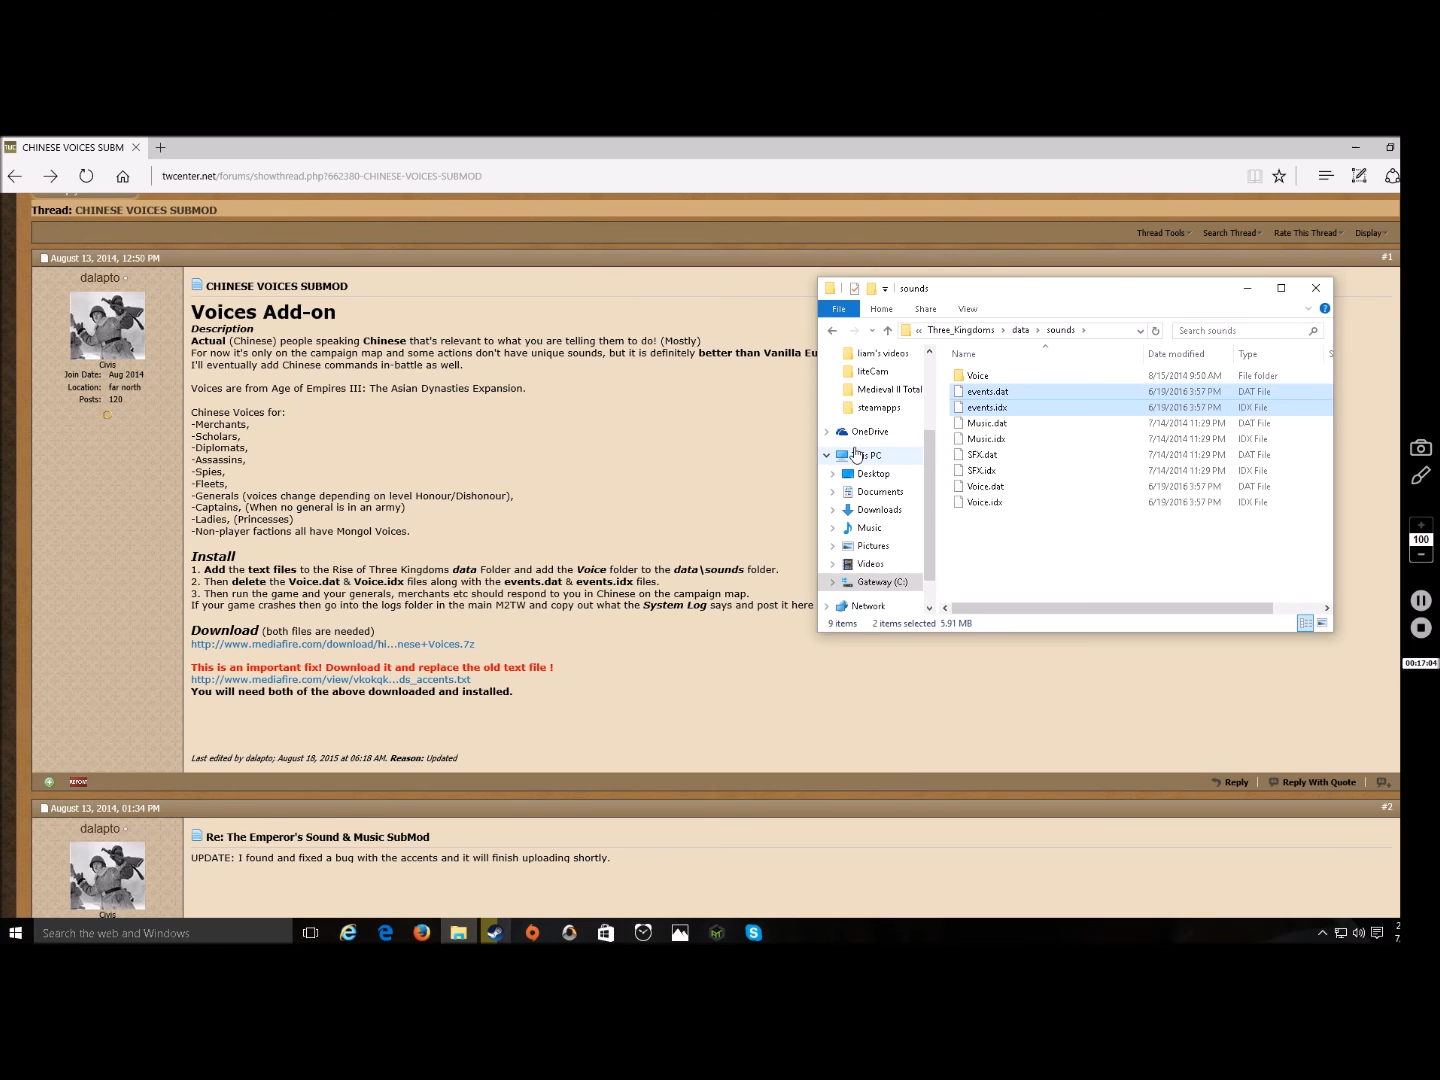 CHINESE VOICES SUBM
twcenter.net/forums/showthread.php?662380-CHINESE-VOICES-SUBMOD
Thread: CHINESE VOICES SUBMOD
Thread Tools Search Thread Rate This Thread Display
August 13, 2014, 12:50 PM #1
dalapto
Civis
Join Date: Aug 2014
Location: far north
Posts: 120
CHINESE VOICES SUBMOD
Voices Add-on
Description
Actual (Chinese) people speaking Chinese that's relevant to what you are telling them to do! (Mostly)
For now it's only on the campaign map and some actions don't have unique sounds, but it is definitely better than Vanilla Eu
I'll eventually add Chinese commands in-battle as well.
Voices are from Age of Empires III: The Asian Dynasties Expansion.
Chinese Voices for:
-Merchants,
-Scholars,
-Diplomats,
-Assassins,
-Spies,
-Fleets,
-Generals (voices change depending on level Honour/Dishonour),
-Captains, (When no general is in an army)
-Ladies, (Princesses)
-Non-player factions all have Mongol Voices.
Install
1. Add the text files to the Rise of Three Kingdoms data Folder and add the Voice folder to the data\sounds folder.
2. Then delete the Voice.dat & Voice.idx files along with the events.dat & events.idx files.
3. Then run the game and your generals, merchants etc should respond to you in Chinese on the campaign map.
If your game crashes then go into the logs folder in the main M2TW and copy out what the System Log says and post it here
Download (both files are needed)
http://www.mediafire.com/download/hi...nese+Voices.7z
This is an important fix! Download it and replace the old text file !
http://www.mediafire.com/view/vkokqk...ds_accents.txt
You will need both of the above downloaded and installed.
Last edited by dalapto; August 18, 2015 at 06:18 AM. Reason: Updated
REPORT
Reply Reply With Quote
August 13, 2014, 01:34 PM #2
dalapto
Civis
Re: The Emperor's Sound & Music SubMod
UPDATE: I found and fixed a bug with the accents and it will finish uploading shortly.
sounds
File Home Share View
« Three_Kingdoms › data › sounds ›
Search sounds
liam's videos
liteCam
Medieval II Total
steamapps
OneDrive
is PC
Desktop
Documents
Downloads
Music
Pictures
Videos
Gateway (C:)
Network
Name Date modified Type S
Voice 8/15/2014 9:50 AM File folder
events.dat 6/19/2016 3:57 PM DAT File
events.idx 6/19/2016 3:57 PM IDX File
Music.dat 7/14/2014 11:29 PM DAT File
Music.idx 7/14/2014 11:29 PM IDX File
SFX.dat 7/14/2014 11:29 PM DAT File
SFX.idx 7/14/2014 11:29 PM IDX File
Voice.dat 6/19/2016 3:57 PM DAT File
Voice.idx 6/19/2016 3:57 PM IDX File
9 items 2 items selected 5.91 MB
100
00:17:04
Search the web and Windows